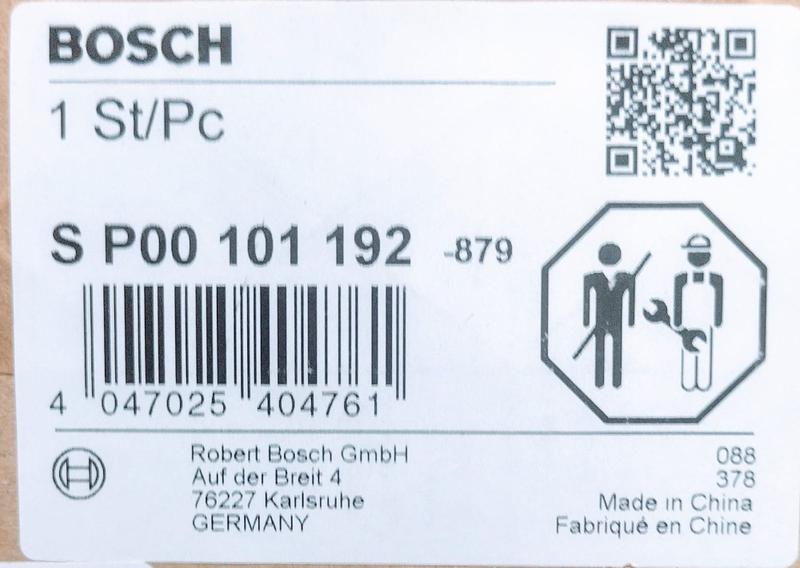 BOSCH
1 St/Pc
S P00 101 192 -879
4 047025 404761
Robert Bosch GmbH
Auf der Breit 4
76227 Karlsruhe
GERMANY
088
378
Made in China
Fabriqué en Chine